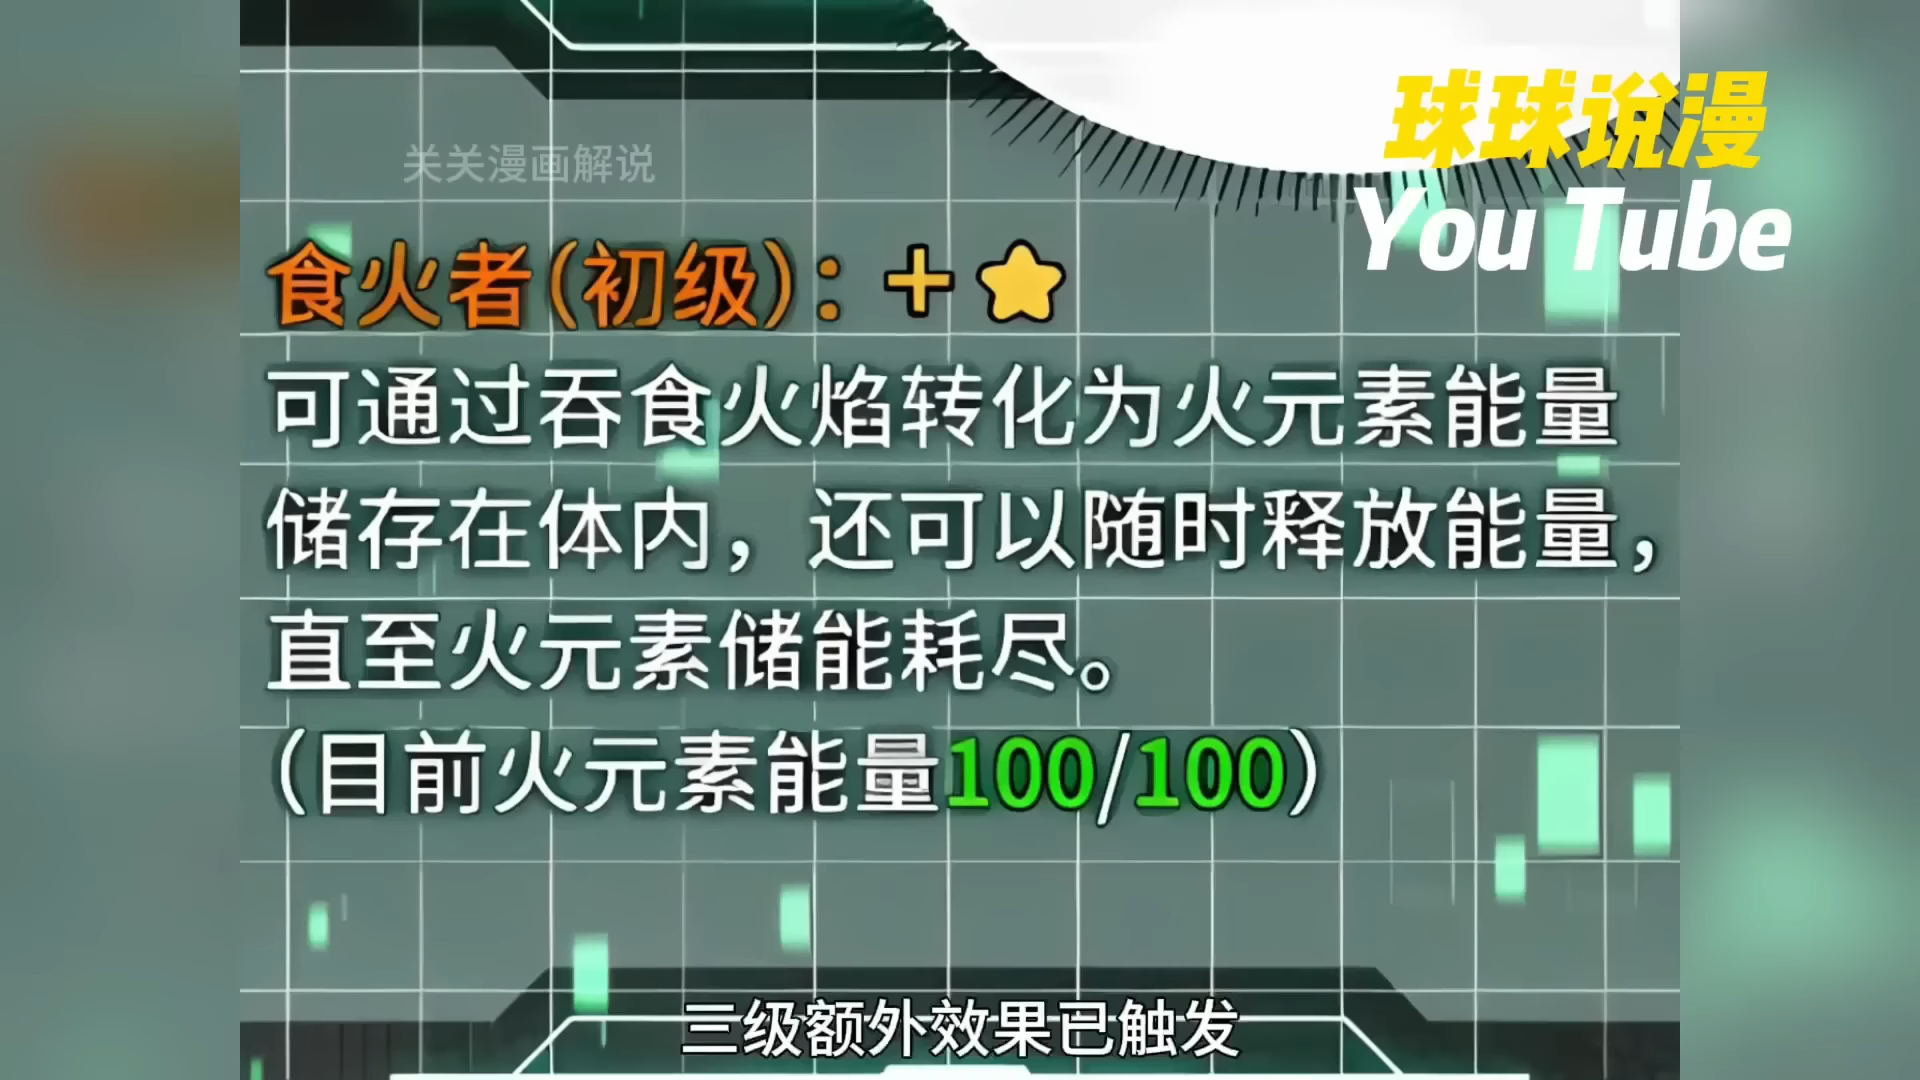 球球说漫
You Tube
关关漫画解说
食火者（初级）：+
可通过吞食火焰转化为火元素能量
储存在体内，还可以随时释放能量，
直至火元素储能耗尽。
（目前火元素能量100/100）
三级额外效果已触发